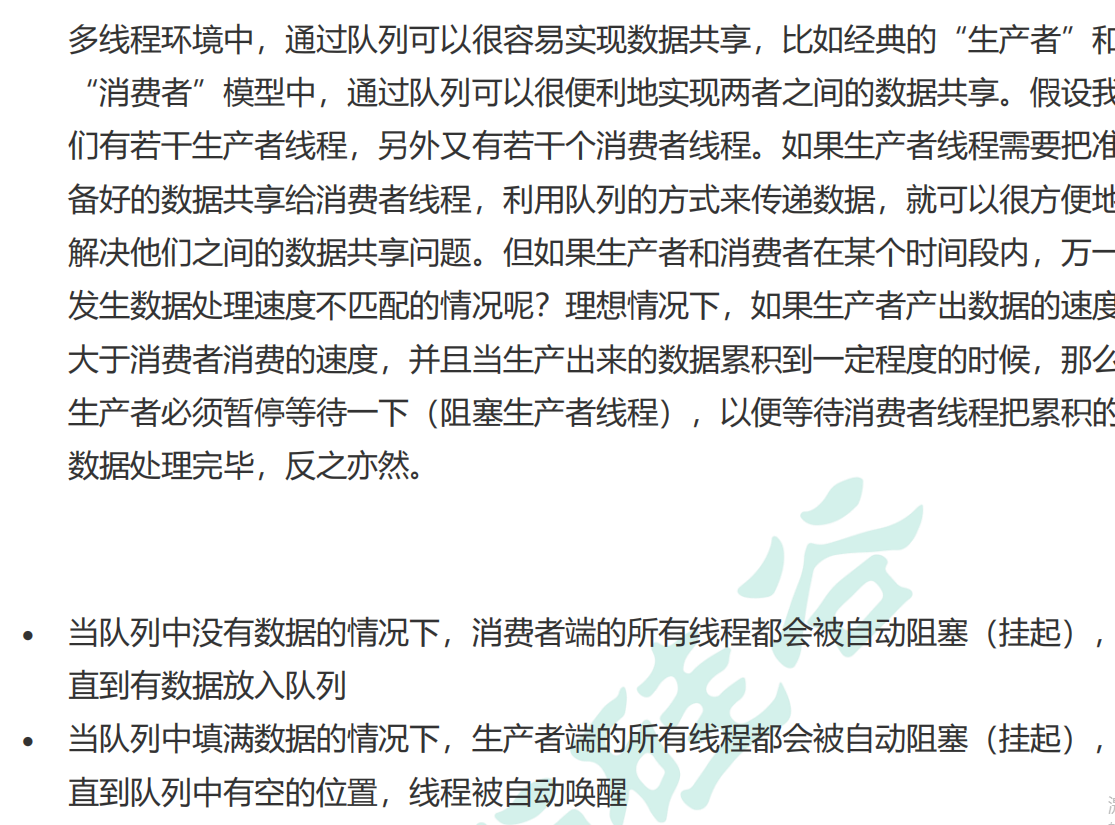 多线程环境中，通过队列可以很容易实现数据共享，比如经典的“生产者”和
“消费者”模型中，通过队列可以很便利地实现两者之间的数据共享。假设我
们有若干生产者线程，另外又有若干个消费者线程。如果生产者线程需要把准
备好的数据共享给消费者线程，利用队列的方式来传递数据，就可以很方便地
解决他们之间的数据共享问题。但如果生产者和消费者在某个时间段内，万一
发生数据处理速度不匹配的情况呢？理想情况下，如果生产者产出数据的速度
大于消费者消费的速度，并且当生产出来的数据累积到一定程度的时候，那么
生产者必须暂停等待一下（阻塞生产者线程），以便等待消费者线程把累积的
数据处理完毕，反之亦然。
• 当队列中没有数据的情况下，消费者端的所有线程都会被自动阻塞（挂起），
直到有数据放入队列
• 当队列中填满数据的情况下，生产者端的所有线程都会被自动阻塞（挂起），
直到队列中有空的位置，线程被自动唤醒
硅谷